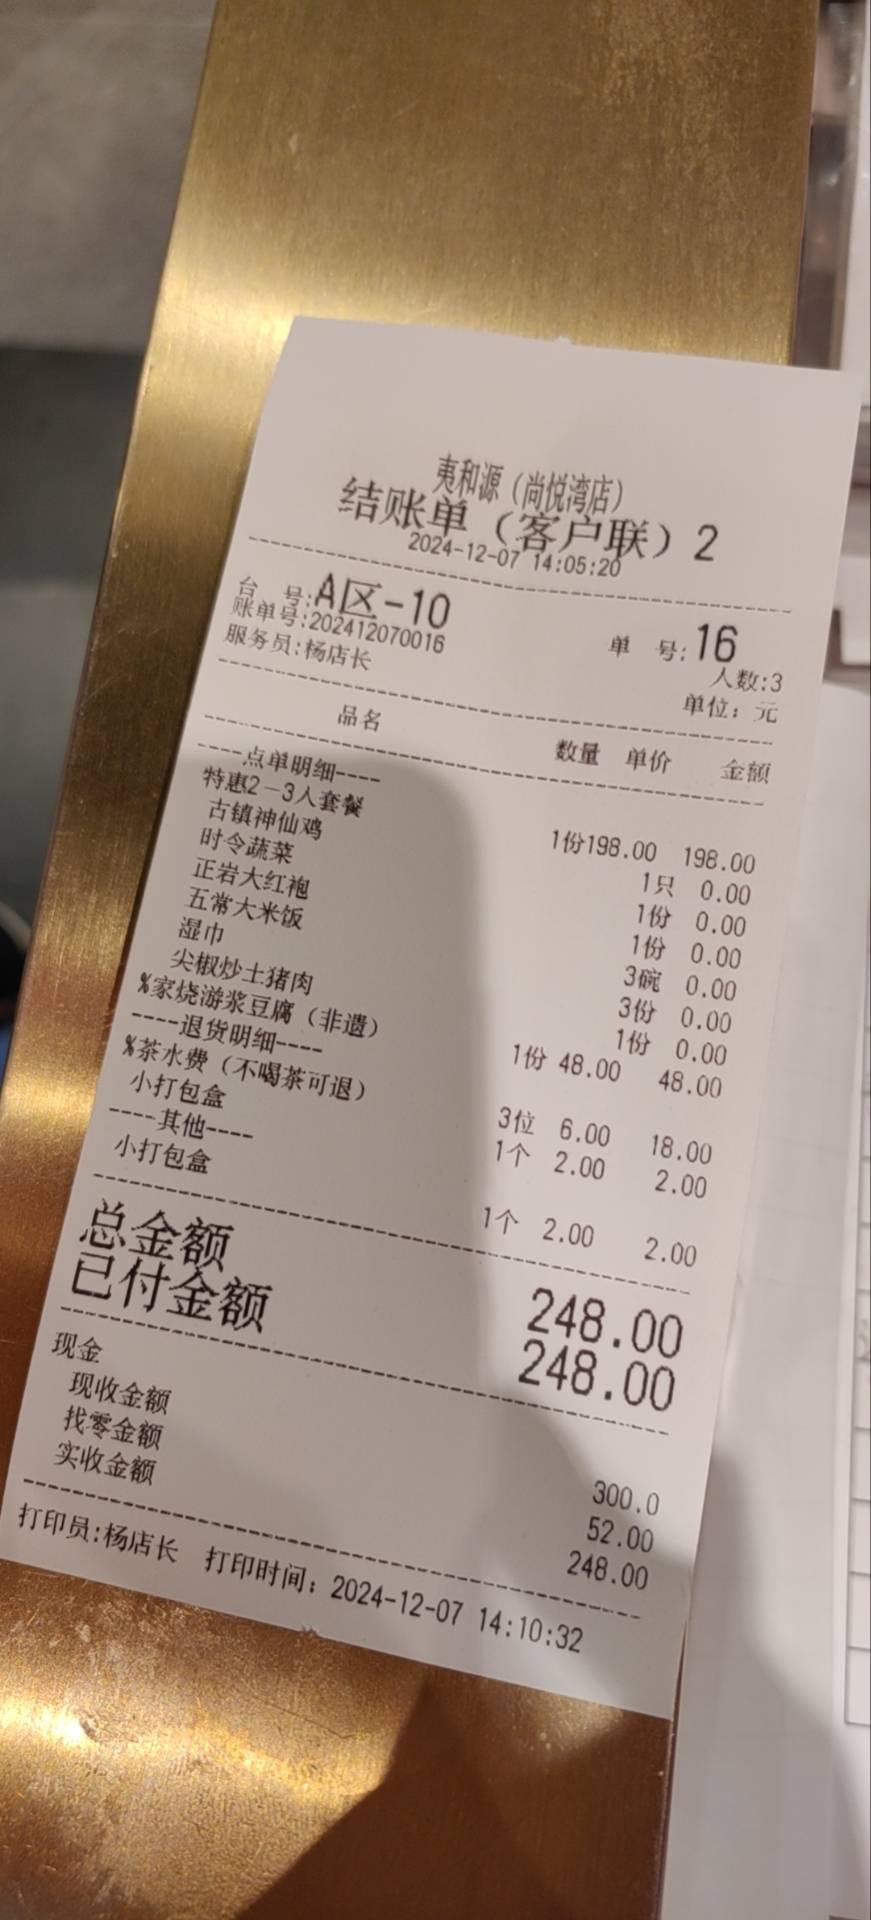 夷和源（尚悦湾店）
结账单（客户联）2
2024-12-07 14:05:20
台 号:A区-10 单 号:16
账单号:202412070016 人数:3
服务员:杨店长 单位：元
品名 数量 单价 金额
----点单明细----
特惠2-3人套餐 1份198.00 198.00
古镇神仙鸡 1只 0.00
时令蔬菜 1份 0.00
正岩大红袍 1份 0.00
五常大米饭 3碗 0.00
湿巾 3份 0.00
尖椒炒土猪肉 1份 0.00
%家烧游浆豆腐（非遗） 1份 48.00 48.00
----退货明细----
%茶水费（不喝茶可退） 3位 6.00 18.00
小打包盒 1个 2.00 2.00
----其他----
小打包盒 1个 2.00 2.00
总金额 248.00
已付金额 248.00
现金
现收金额 300.0
找零金额 52.00
实收金额 248.00
打印员:杨店长 打印时间：2024-12-07 14:10:32